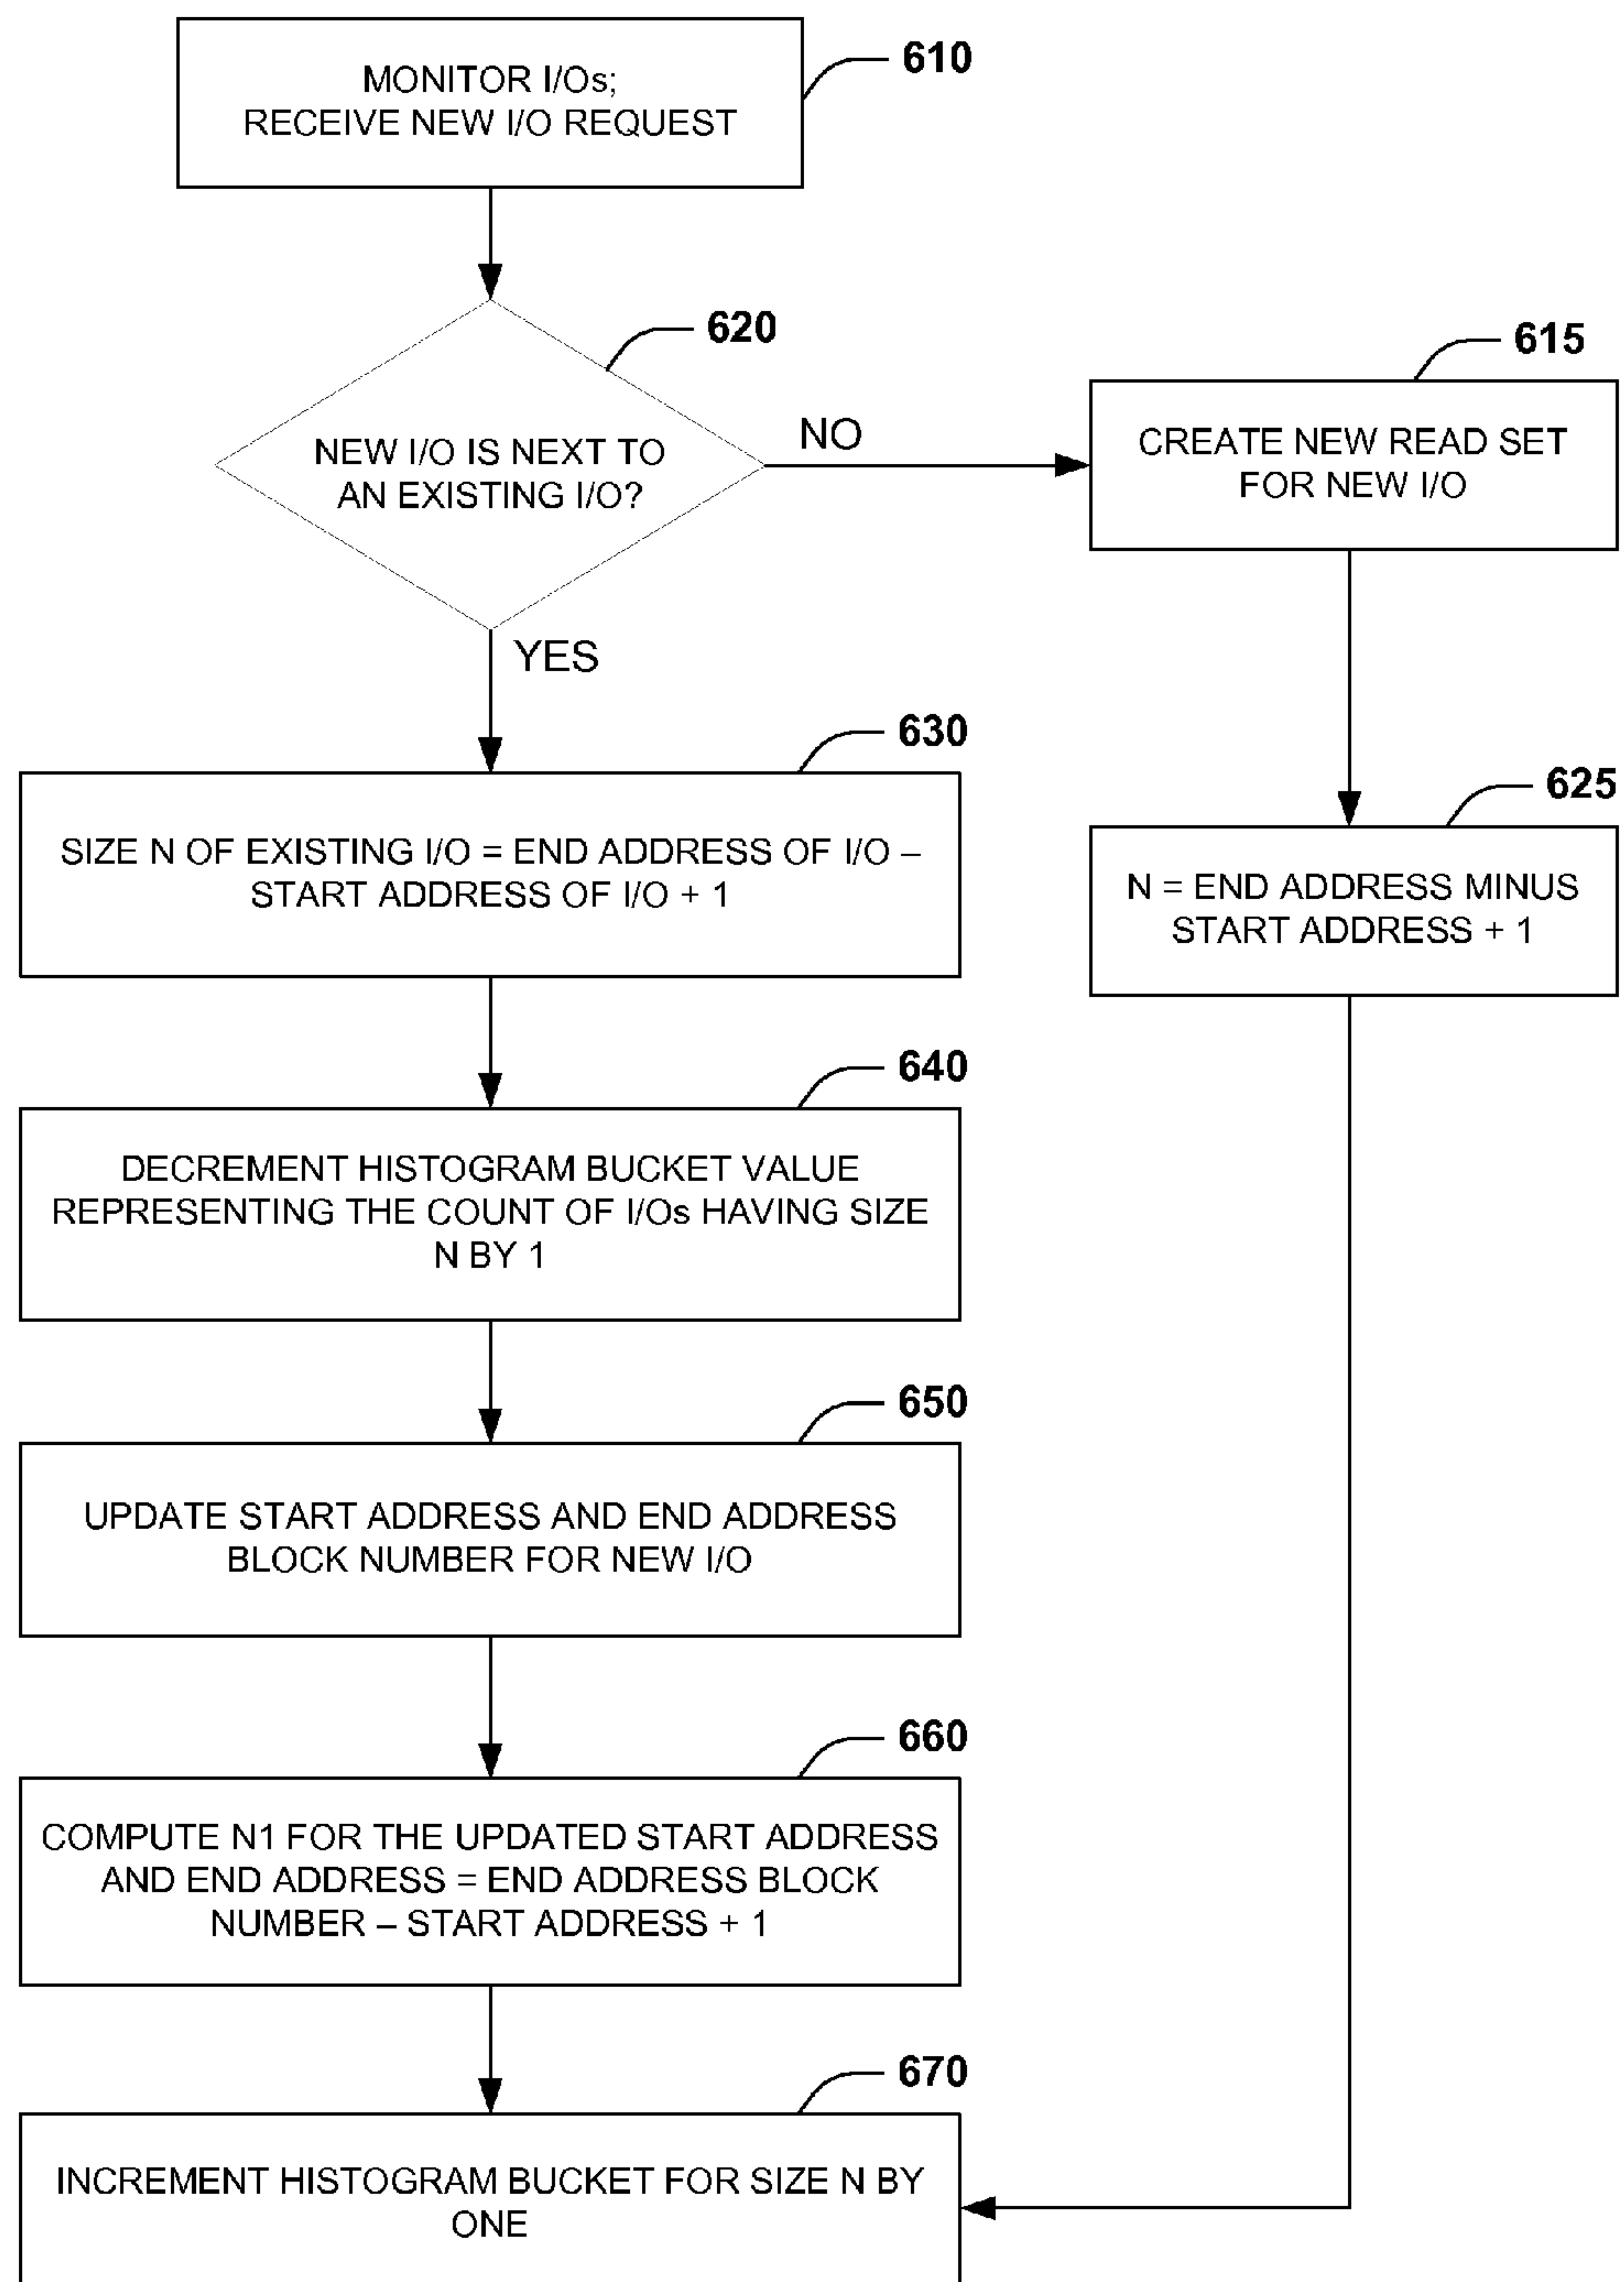 MONITOR I/Os;
RECEIVE NEW I/O REQUEST
610
620
NEW I/O IS NEXT TO
AN EXISTING I/O?
NO
615
CREATE NEW READ SET
FOR NEW I/O
YES
630
SIZE N OF EXISTING I/O = END ADDRESS OF I/O –
START ADDRESS OF I/O + 1
625
N = END ADDRESS MINUS
START ADDRESS + 1
640
DECREMENT HISTOGRAM BUCKET VALUE
REPRESENTING THE COUNT OF I/Os HAVING SIZE
N BY 1
650
UPDATE START ADDRESS AND END ADDRESS
BLOCK NUMBER FOR NEW I/O
660
COMPUTE N1 FOR THE UPDATED START ADDRESS
AND END ADDRESS = END ADDRESS BLOCK
NUMBER – START ADDRESS + 1
670
INCREMENT HISTOGRAM BUCKET FOR SIZE N BY
ONE